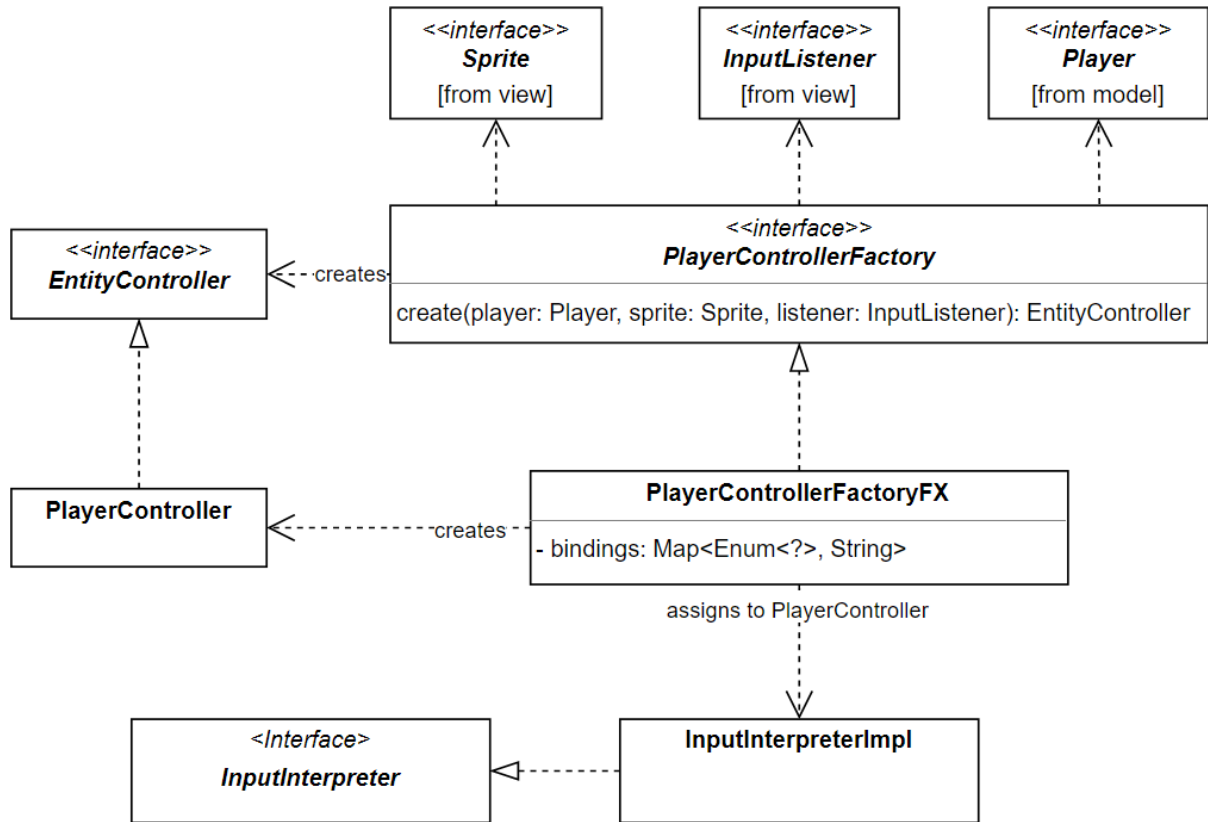 <<interface>>
Sprite
[from view]
<<interface>>
InputListener
[from view]
<<interface>>
Player
[from model]
<<interface>>
PlayerControllerFactory
create(player: Player, sprite: Sprite, listener: InputListener): EntityController
<<interface>>
EntityController
creates
PlayerController
PlayerControllerFactoryFX
- bindings: Map<Enum<?>, String>
creates
assigns to PlayerController
<Interface>
InputInterpreter
InputInterpreterImpl